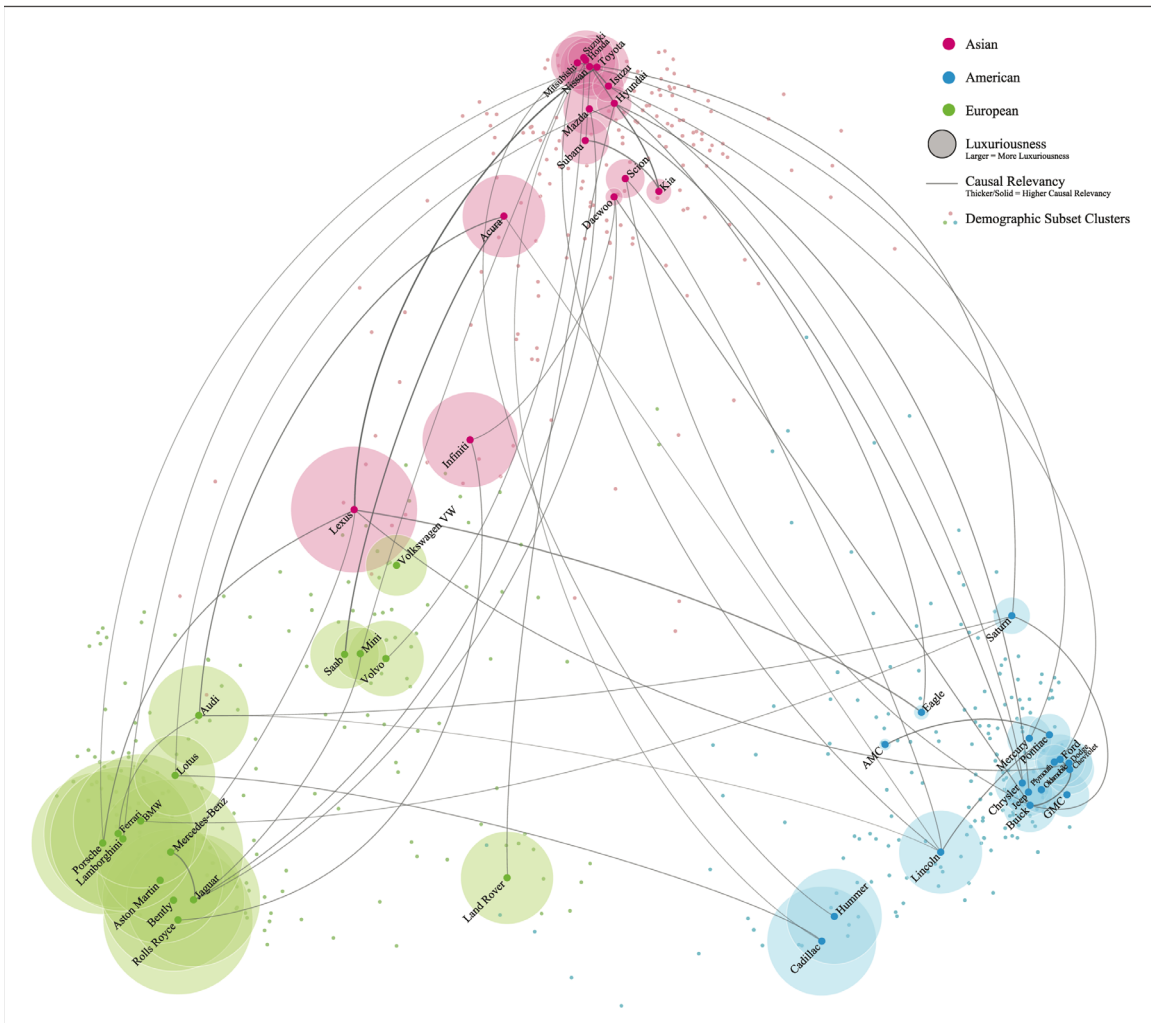 Asian
American
European
Luxuriousness
Larger = More Luxuriousness
Causal Relevancy
Thicker/Solid = Higher Causal Relevancy
Demographic Subset Clusters
Suzuki
Honda
Mitsubishi
Nissan
Toyota
Isuzu
Hyundai
Mazda
Subaru
Scion
Kia
Daewoo
Acura
Infiniti
Lexus
Volkswagen VW
Saab
Mini
Volvo
Audi
Lotus
Ferrari
BMW
Porsche
Lamborghini
Mercedes-Benz
Aston Martin
Bently
Jaguar
Rolls Royce
Land Rover
Saturn
Eagle
AMC
Mercury
Pontiac
Ford
Dodge
Chevrolet
Plymouth
Oldsmobile
Chrysler
Jeep
Buick
GMC
Lincoln
Hummer
Cadillac